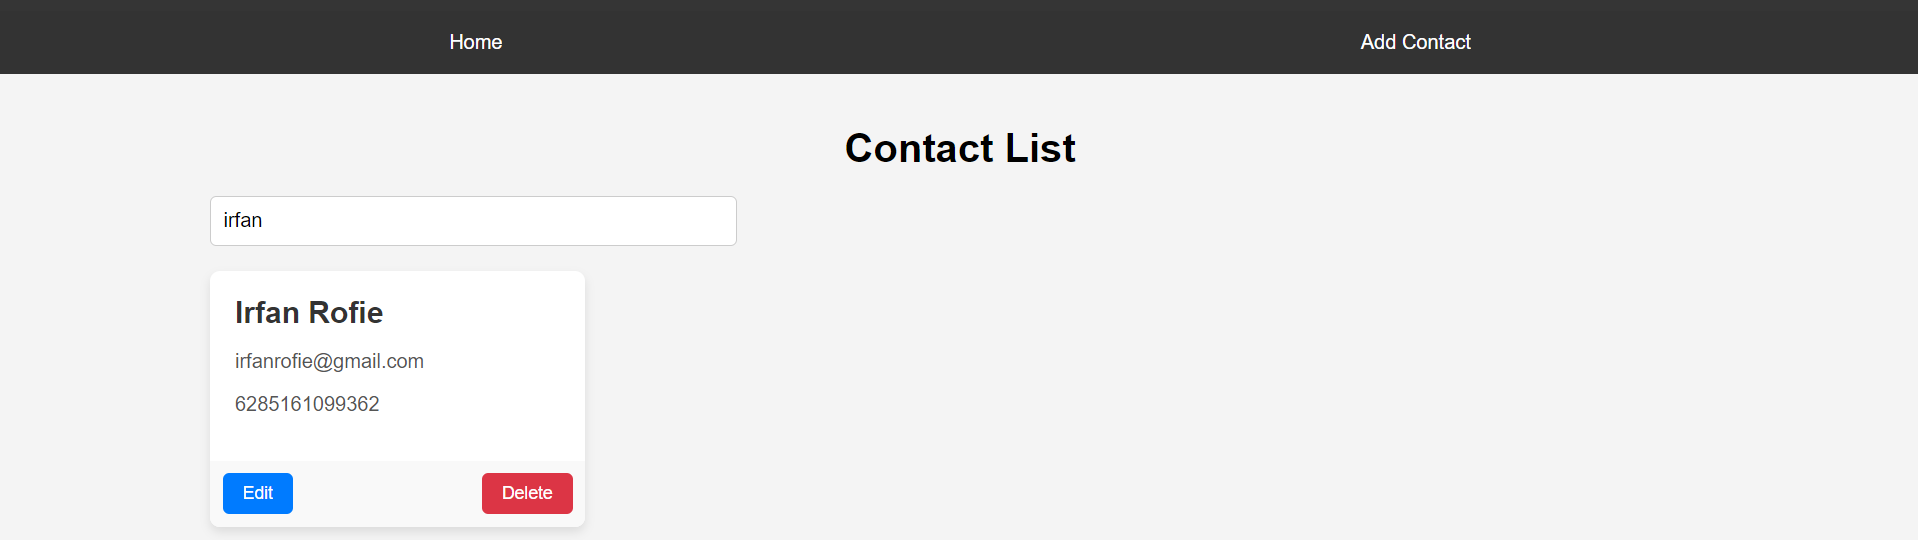 Home Add Contact
Contact List
irfan
Irfan Rofie
irfanrofie@gmail.com
6285161099362
Edit Delete